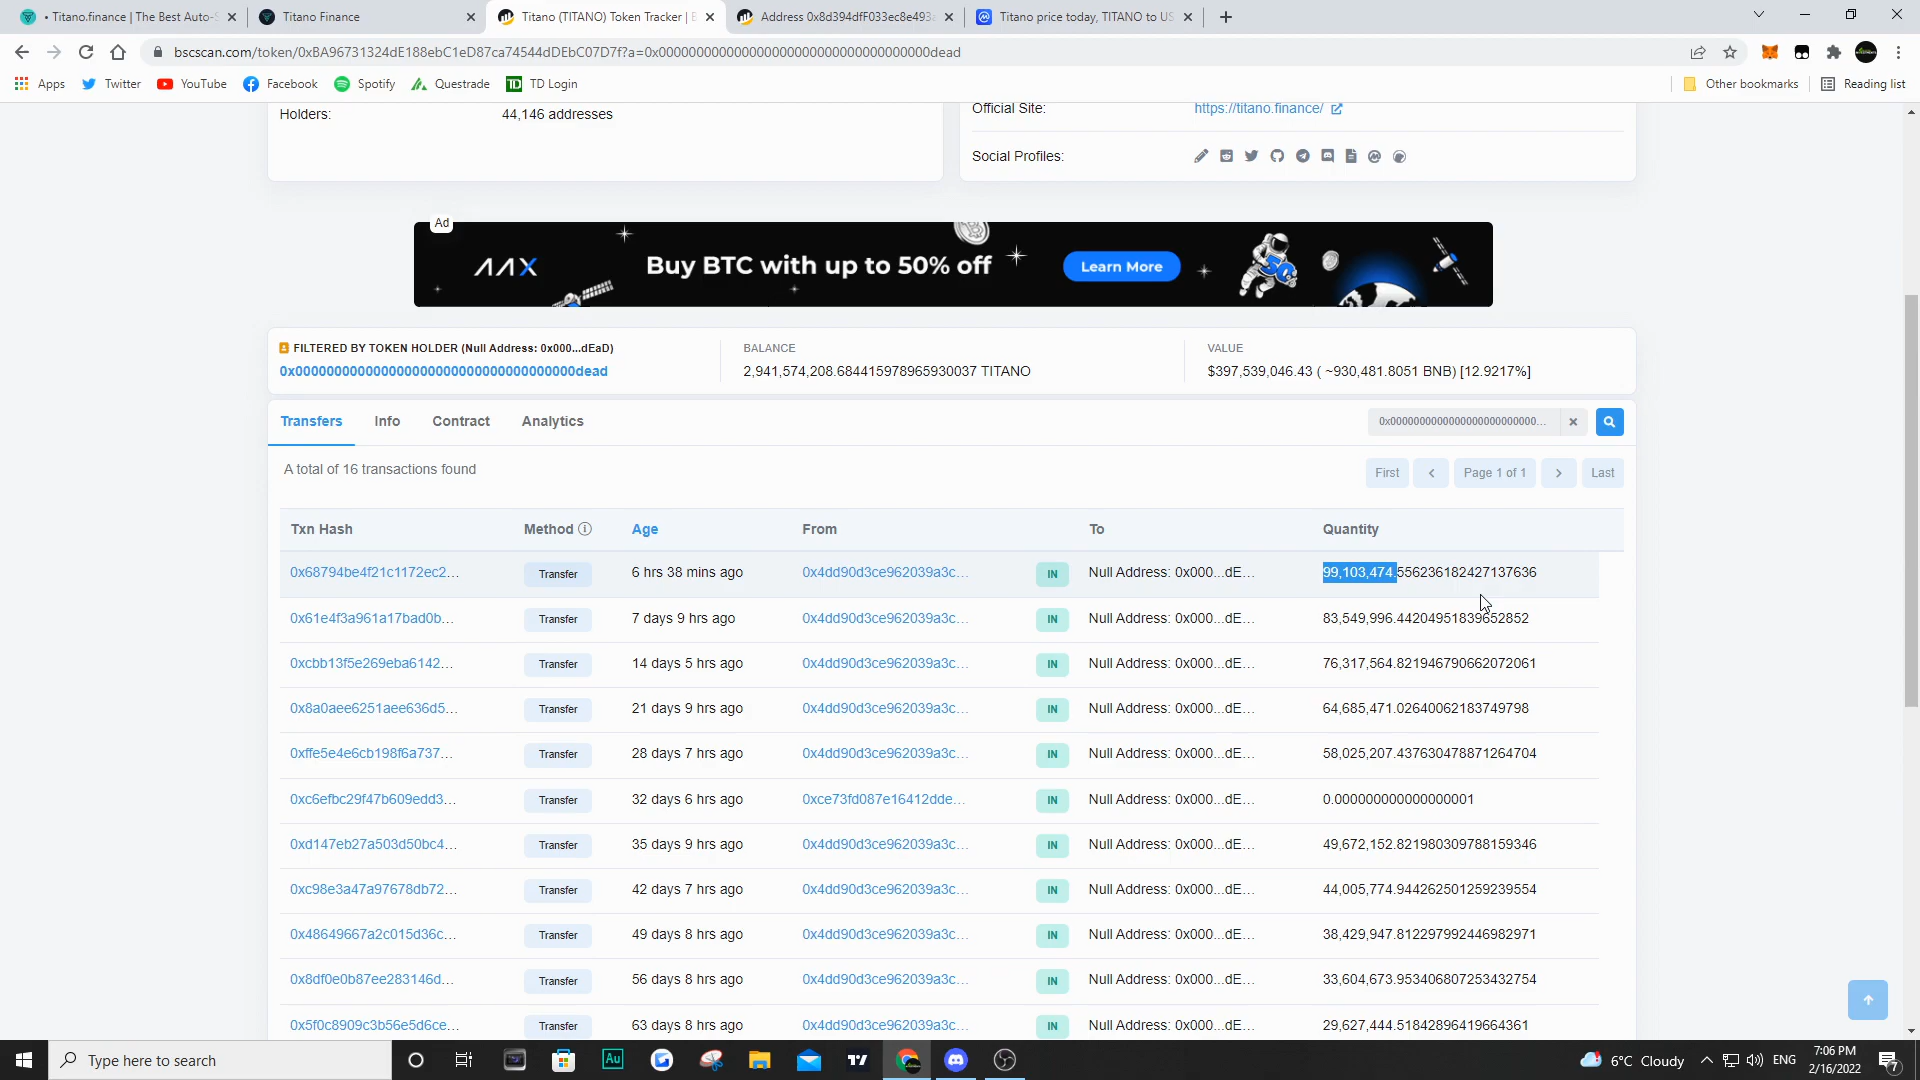 • Titano.finance | The Best Auto-S
Titano Finance
Titano (TITANO) Token Tracker | B
Address 0x8d394dfF033ec8e493a
Titano price today, TITANO to US
bscscan.com/token/0xBA96731324dE188ebC1eD87ca74544dDEbC07D7f?a=0x000000000000000000000000000000000000dead
Apps
Twitter
YouTube
Facebook
Spotify
Questrade
TD Login
Other bookmarks
Reading list
Holders:
44,146 addresses
Official Site:
https://titano.finance/
Social Profiles:
Ad
AAX
Buy BTC with up to 50% off
Learn More
FILTERED BY TOKEN HOLDER (Null Address: 0x000...dEaD)
0x000000000000000000000000000000000000dead
BALANCE
2,941,574,208.684415978965930037 TITANO
VALUE
$397,539,046.43 ( ~930,481.8051 BNB) [12.9217%]
Transfers
Info
Contract
Analytics
0x0000000000000000000000000...
A total of 16 transactions found
First
Page 1 of 1
Last
Txn Hash Method Age From To Quantity
0x68794be4f21c1172ec2... Transfer 6 hrs 38 mins ago 0x4dd90d3ce962039a3c... IN Null Address: 0x000...dE... 99,103,474.556236182427137636
0x61e4f3a961a17bad0b... Transfer 7 days 9 hrs ago 0x4dd90d3ce962039a3c... IN Null Address: 0x000...dE... 83,549,996.44204951839652852
0xcbb13f5e269eba6142... Transfer 14 days 5 hrs ago 0x4dd90d3ce962039a3c... IN Null Address: 0x000...dE... 76,317,564.821946790662072061
0x8a0aee6251aee636d5... Transfer 21 days 9 hrs ago 0x4dd90d3ce962039a3c... IN Null Address: 0x000...dE... 64,685,471.02640062183749798
0xffe5e4e6cb198f6a737... Transfer 28 days 7 hrs ago 0x4dd90d3ce962039a3c... IN Null Address: 0x000...dE... 58,025,207.437630478871264704
0xc6efbc29f47b609edd3... Transfer 32 days 6 hrs ago 0xce73fd087e16412dde... IN Null Address: 0x000...dE... 0.000000000000000001
0xd147eb27a503d50bc4... Transfer 35 days 9 hrs ago 0x4dd90d3ce962039a3c... IN Null Address: 0x000...dE... 49,672,152.821980309788159346
0xc98e3a47a97678db72... Transfer 42 days 7 hrs ago 0x4dd90d3ce962039a3c... IN Null Address: 0x000...dE... 44,005,774.944262501259239554
0x48649667a2c015d36c... Transfer 49 days 8 hrs ago 0x4dd90d3ce962039a3c... IN Null Address: 0x000...dE... 38,429,947.812297992446982971
0x8df0e0b87ee283146d... Transfer 56 days 8 hrs ago 0x4dd90d3ce962039a3c... IN Null Address: 0x000...dE... 33,604,673.953406807253432754
0x5f0c8909c3b56e5d6ce... Transfer 63 days 8 hrs ago 0x4dd90d3ce962039a3c... IN Null Address: 0x000...dE... 29,627,444.51842896419664361
Type here to search
Au
6°C Cloudy
ENG
7:06 PM
2/16/2022
7